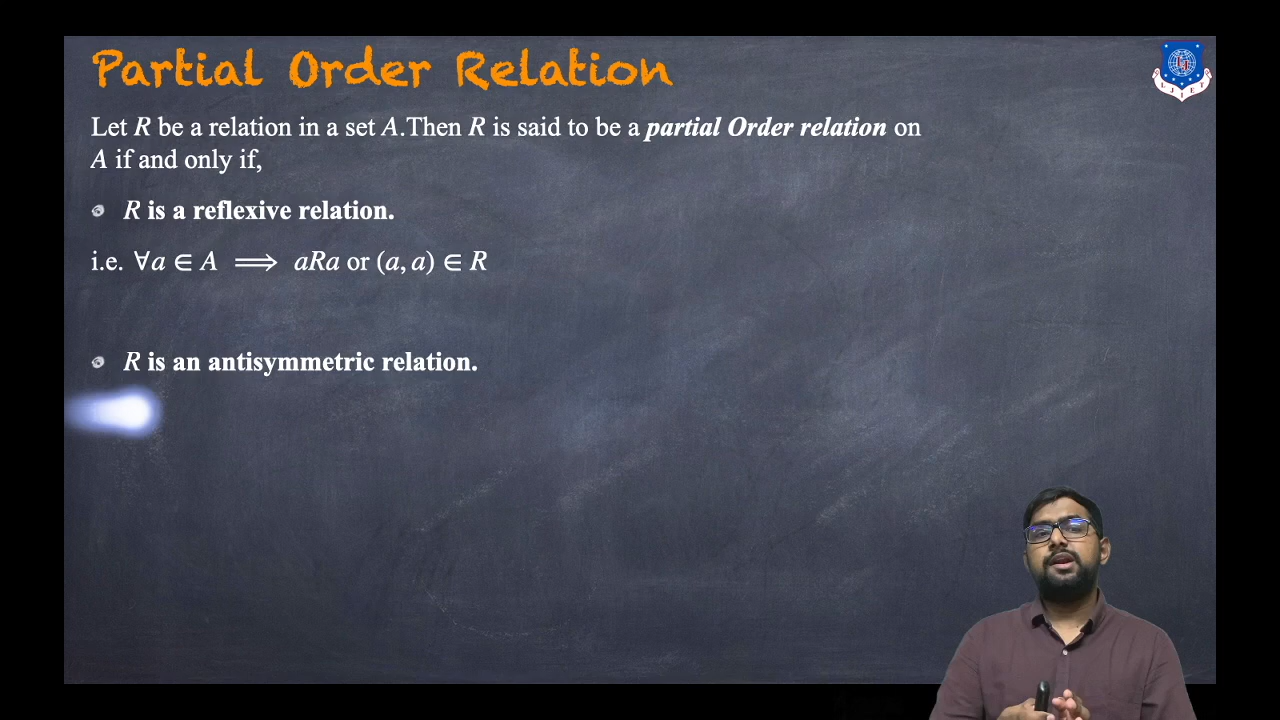 Partial Order Relation
Let R be a relation in a set A.Then R is said to be a partial Order relation on
A if and only if,
R is a reflexive relation.
i.e. ∀a ∈ A ⟹ aRa or (a, a) ∈ R
R is an antisymmetric relation.